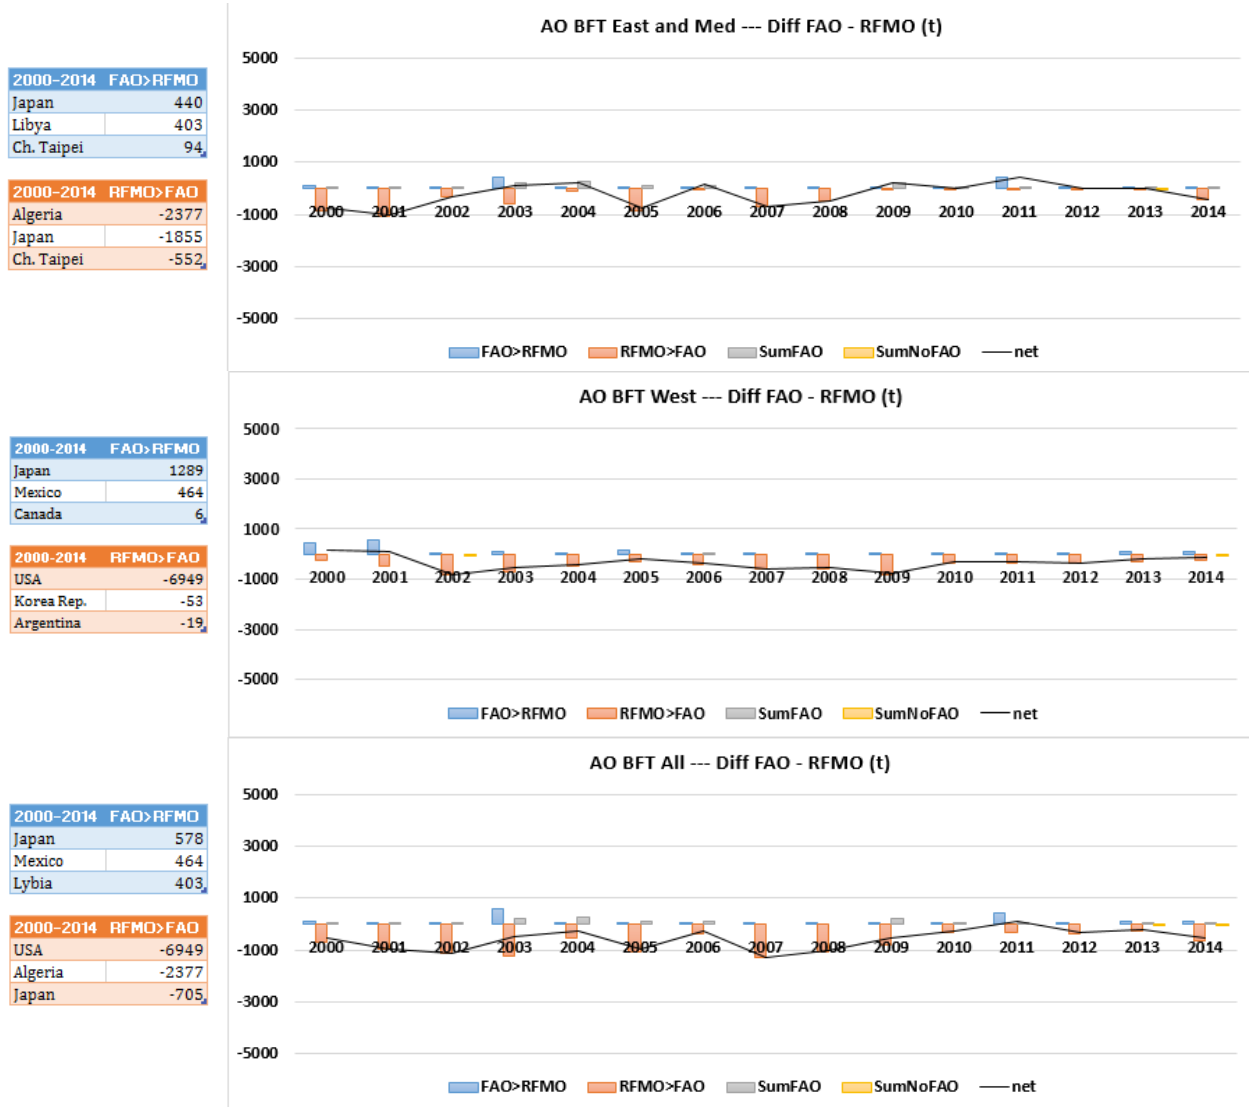 AO BFT East and Med --- Diff FAO - RFMO (t)
2000-2014 FAO>RFMO
Japan 440
Libya 403
Ch. Taipei 94
2000-2014 RFMO>FAO
Algeria -2377
Japan -1855
Ch. Taipei -552
5000
3000
1000
-1000
-3000
-5000
2000 2001 2002 2003 2004 2005 2006 2007 2008 2009 2010 2011 2012 2013 2014
FAO>RFMO RFMO>FAO SumFAO SumNoFAO net
AO BFT West --- Diff FAO - RFMO (t)
2000-2014 FAO>RFMO
Japan 1289
Mexico 464
Canada 6
2000-2014 RFMO>FAO
USA -6949
Korea Rep. -53
Argentina -19
5000
3000
1000
-1000
-3000
-5000
2000 2001 2002 2003 2004 2005 2006 2007 2008 2009 2010 2011 2012 2013 2014
FAO>RFMO RFMO>FAO SumFAO SumNoFAO net
AO BFT All --- Diff FAO - RFMO (t)
2000-2014 FAO>RFMO
Japan 578
Mexico 464
Lybia 403
2000-2014 RFMO>FAO
USA -6949
Algeria -2377
Japan -705
5000
3000
1000
-1000
-3000
-5000
2000 2001 2002 2003 2004 2005 2006 2007 2008 2009 2010 2011 2012 2013 2014
FAO>RFMO RFMO>FAO SumFAO SumNoFAO net